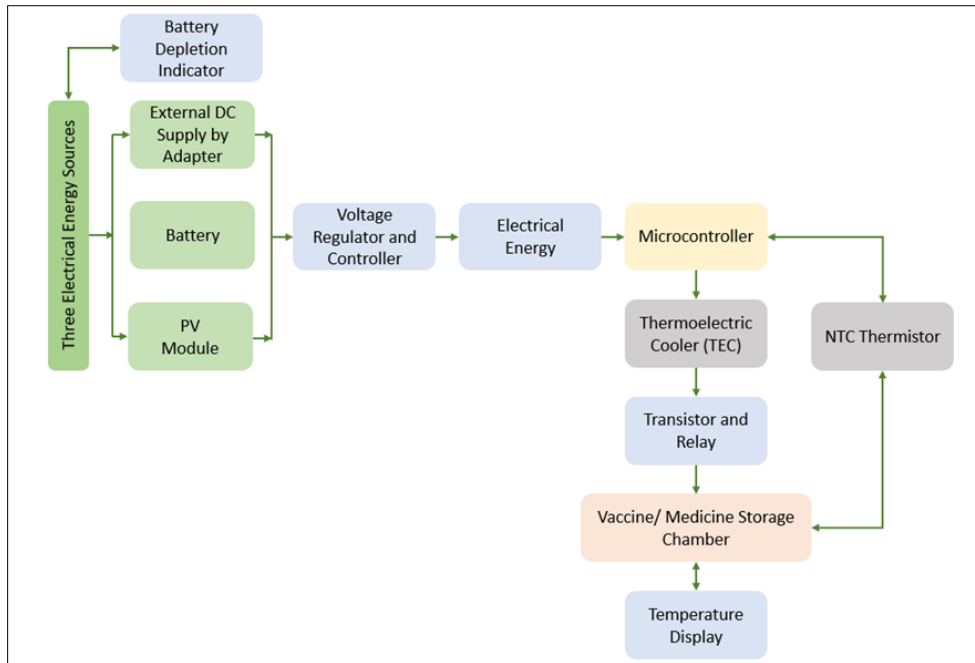 Battery
Depletion
Indicator
Three Electrical Energy Sources
External DC
Supply by
Adapter
Battery
PV
Module
Voltage
Regulator and
Controller
Electrical
Energy
Microcontroller
Thermoelectric
Cooler (TEC)
NTC Thermistor
Transistor and
Relay
Vaccine/ Medicine Storage
Chamber
Temperature
Display